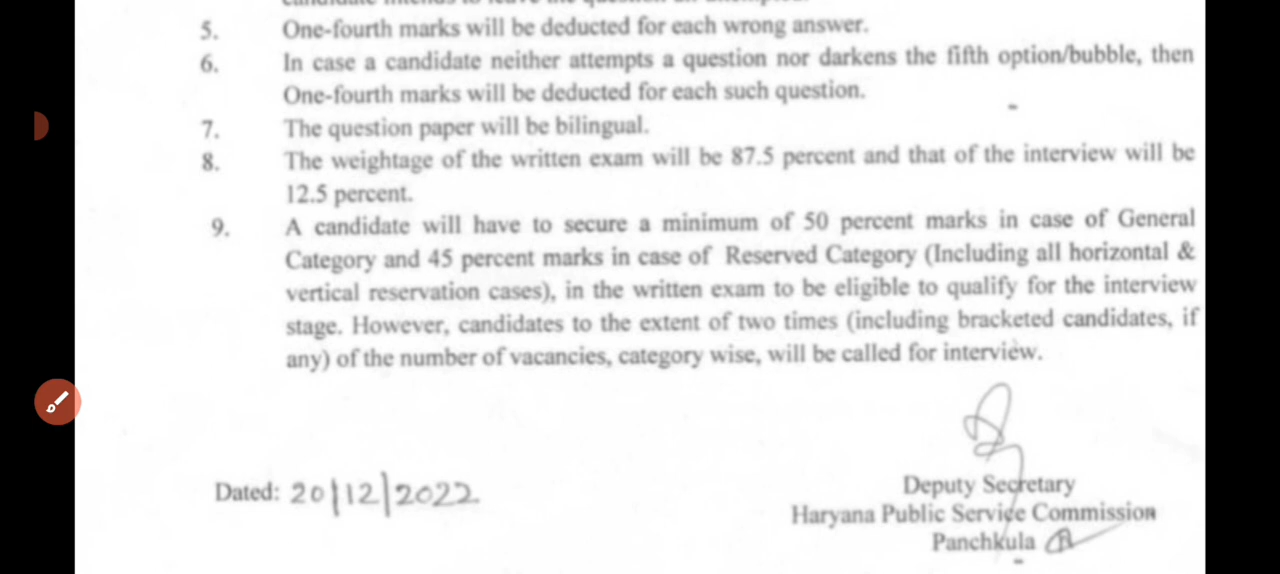 5. One-fourth marks will be deducted for each wrong answer.
6. In case a candidate neither attempts a question nor darkens the fifth option/bubble, then
One-fourth marks will be deducted for each such question.
7. The question paper will be bilingual.
8. The weightage of the written exam will be 87.5 percent and that of the interview will be
12.5 percent.
9. A candidate will have to secure a minimum of 50 percent marks in case of General
Category and 45 percent marks in case of Reserved Category (Including all horizontal &
vertical reservation cases), in the written exam to be eligible to qualify for the interview
stage. However, candidates to the extent of two times (including bracketed candidates, if
any) of the number of vacancies, category wise, will be called for interview.
Dated: 20/12/2022
Deputy Secretary
Haryana Public Service Commission
Panchkula